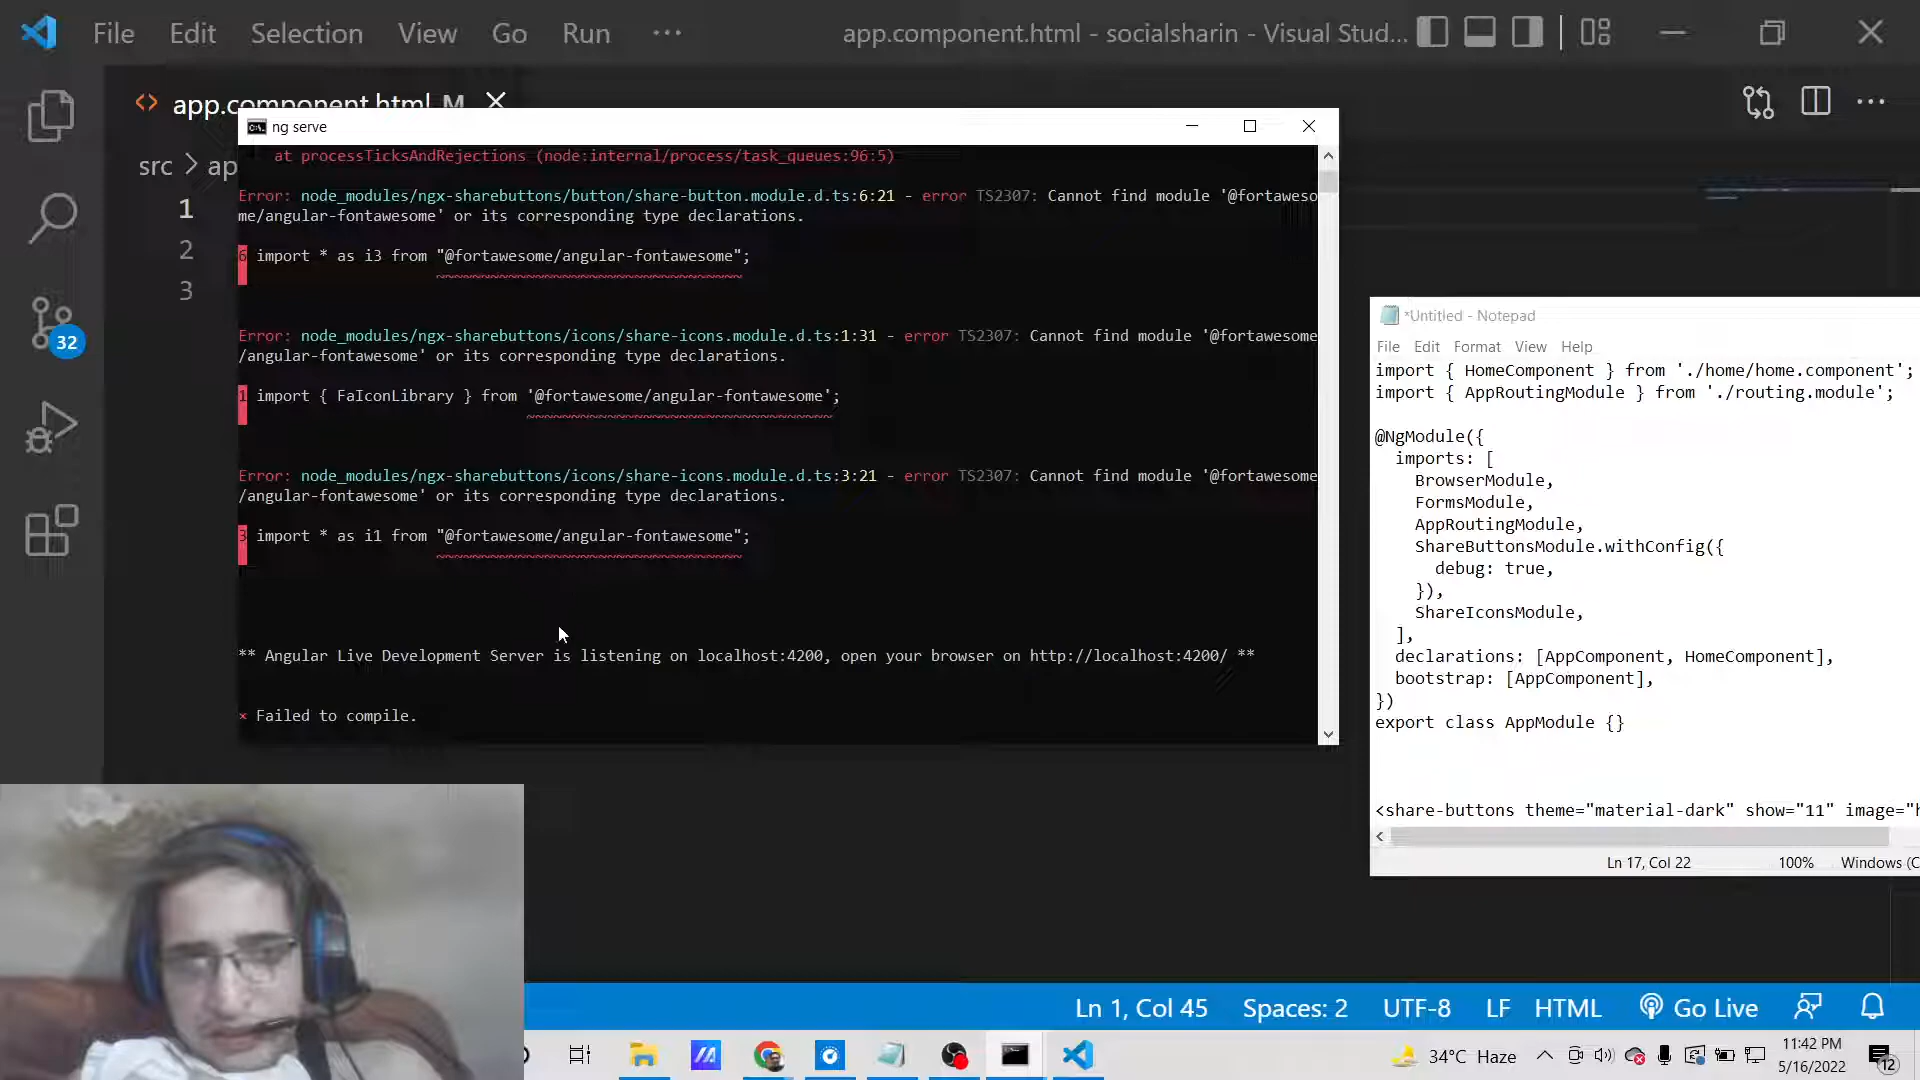 File Edit Selection View Go Run ···
app.component.html - socialsharin - Visual Stud...
app.component.html M
src > ap
1
2
3
32
ng serve
at processTicksAndRejections (node:internal/process/task_queues:96:5)
Error: node_modules/ngx-sharebuttons/button/share-button.module.d.ts:6:21 - error TS2307: Cannot find module '@fortaweso
me/angular-fontawesome' or its corresponding type declarations.
6 import * as i3 from "@fortawesome/angular-fontawesome";
Error: node_modules/ngx-sharebuttons/icons/share-icons.module.d.ts:1:31 - error TS2307: Cannot find module '@fortawesome
/angular-fontawesome' or its corresponding type declarations.
1 import { FaIconLibrary } from '@fortawesome/angular-fontawesome';
Error: node_modules/ngx-sharebuttons/icons/share-icons.module.d.ts:3:21 - error TS2307: Cannot find module '@fortawesome
/angular-fontawesome' or its corresponding type declarations.
3 import * as i1 from "@fortawesome/angular-fontawesome";
** Angular Live Development Server is listening on localhost:4200, open your browser on http://localhost:4200/ **
× Failed to compile.
*Untitled - Notepad
File Edit Format View Help
import { HomeComponent } from './home/home.component';
import { AppRoutingModule } from './routing.module';
@NgModule({
imports: [
BrowserModule,
FormsModule,
AppRoutingModule,
ShareButtonsModule.withConfig({
debug: true,
}),
ShareIconsModule,
],
declarations: [AppComponent, HomeComponent],
bootstrap: [AppComponent],
})
export class AppModule {}
<share-buttons theme="material-dark" show="11" image="h
Ln 17, Col 22 100% Windows (C
Ln 1, Col 45 Spaces: 2 UTF-8 LF HTML Go Live
34°C Haze
11:42 PM
5/16/2022
12